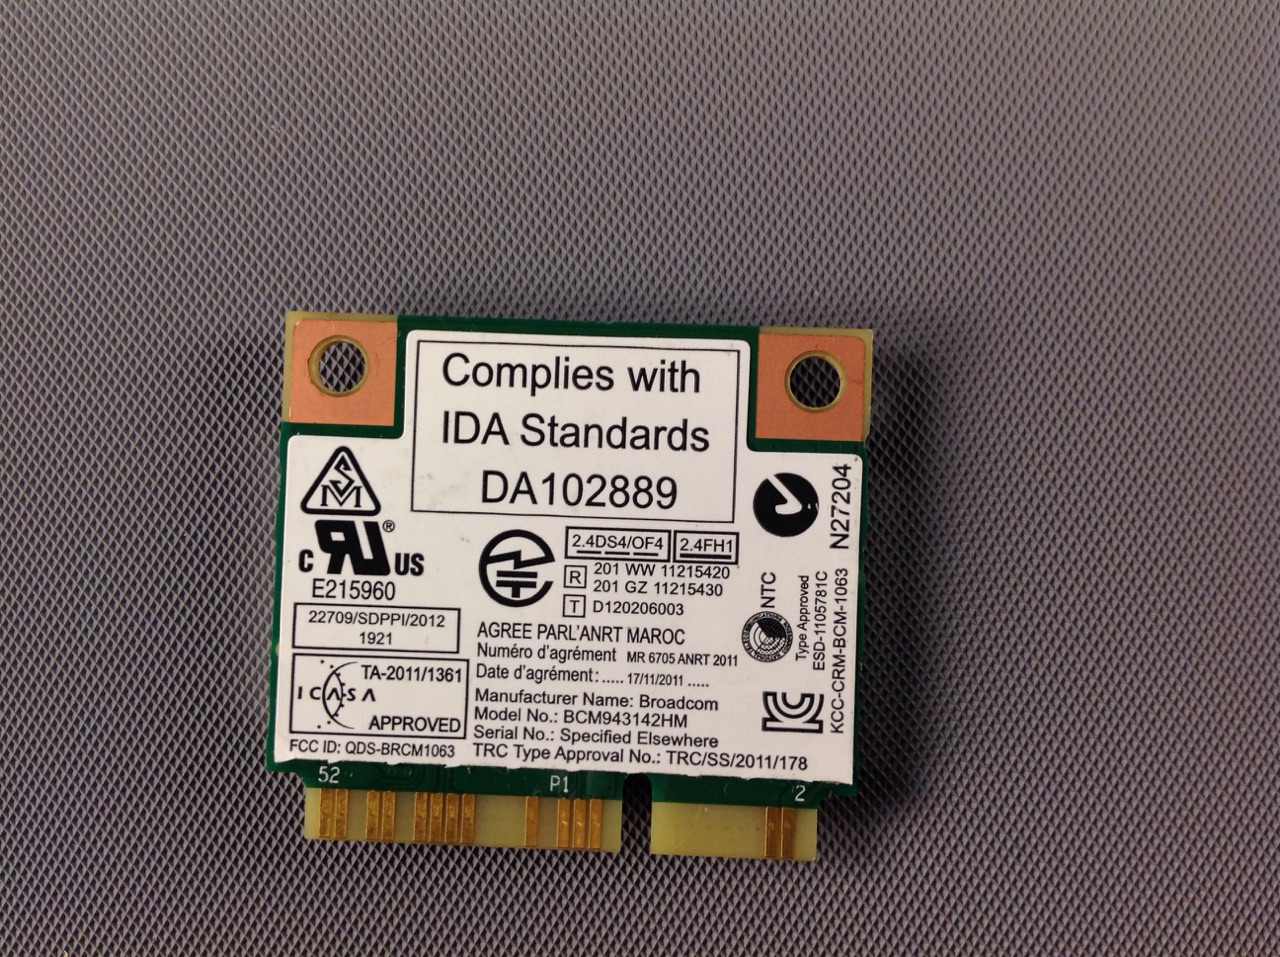 Complies with
IDA Standards
DA102889
SM
C RU ® US
E215960
22709/SDPPI/2012
1921
ICASA
TA-2011/1361
APPROVED
FCC ID: QDS-BRCM1063
2.4DS4/OF4 2.4FH1
R 201 WW 11215420
201 GZ 11215430
T D120206003
AGREE PARL'ANRT MAROC
Numéro d'agrément MR 6705 ANRT 2011
Date d'agrément: ..... 17/11/2011 .....
Manufacturer Name: Broadcom
Model No.: BCM943142HM
Serial No.: Specified Elsewhere
TRC Type Approval No.: TRC/SS/2011/178
NTC
Type Approved
ESD-1105781C
KCC-CRM-BCM-1063 N27204
52 P1 2